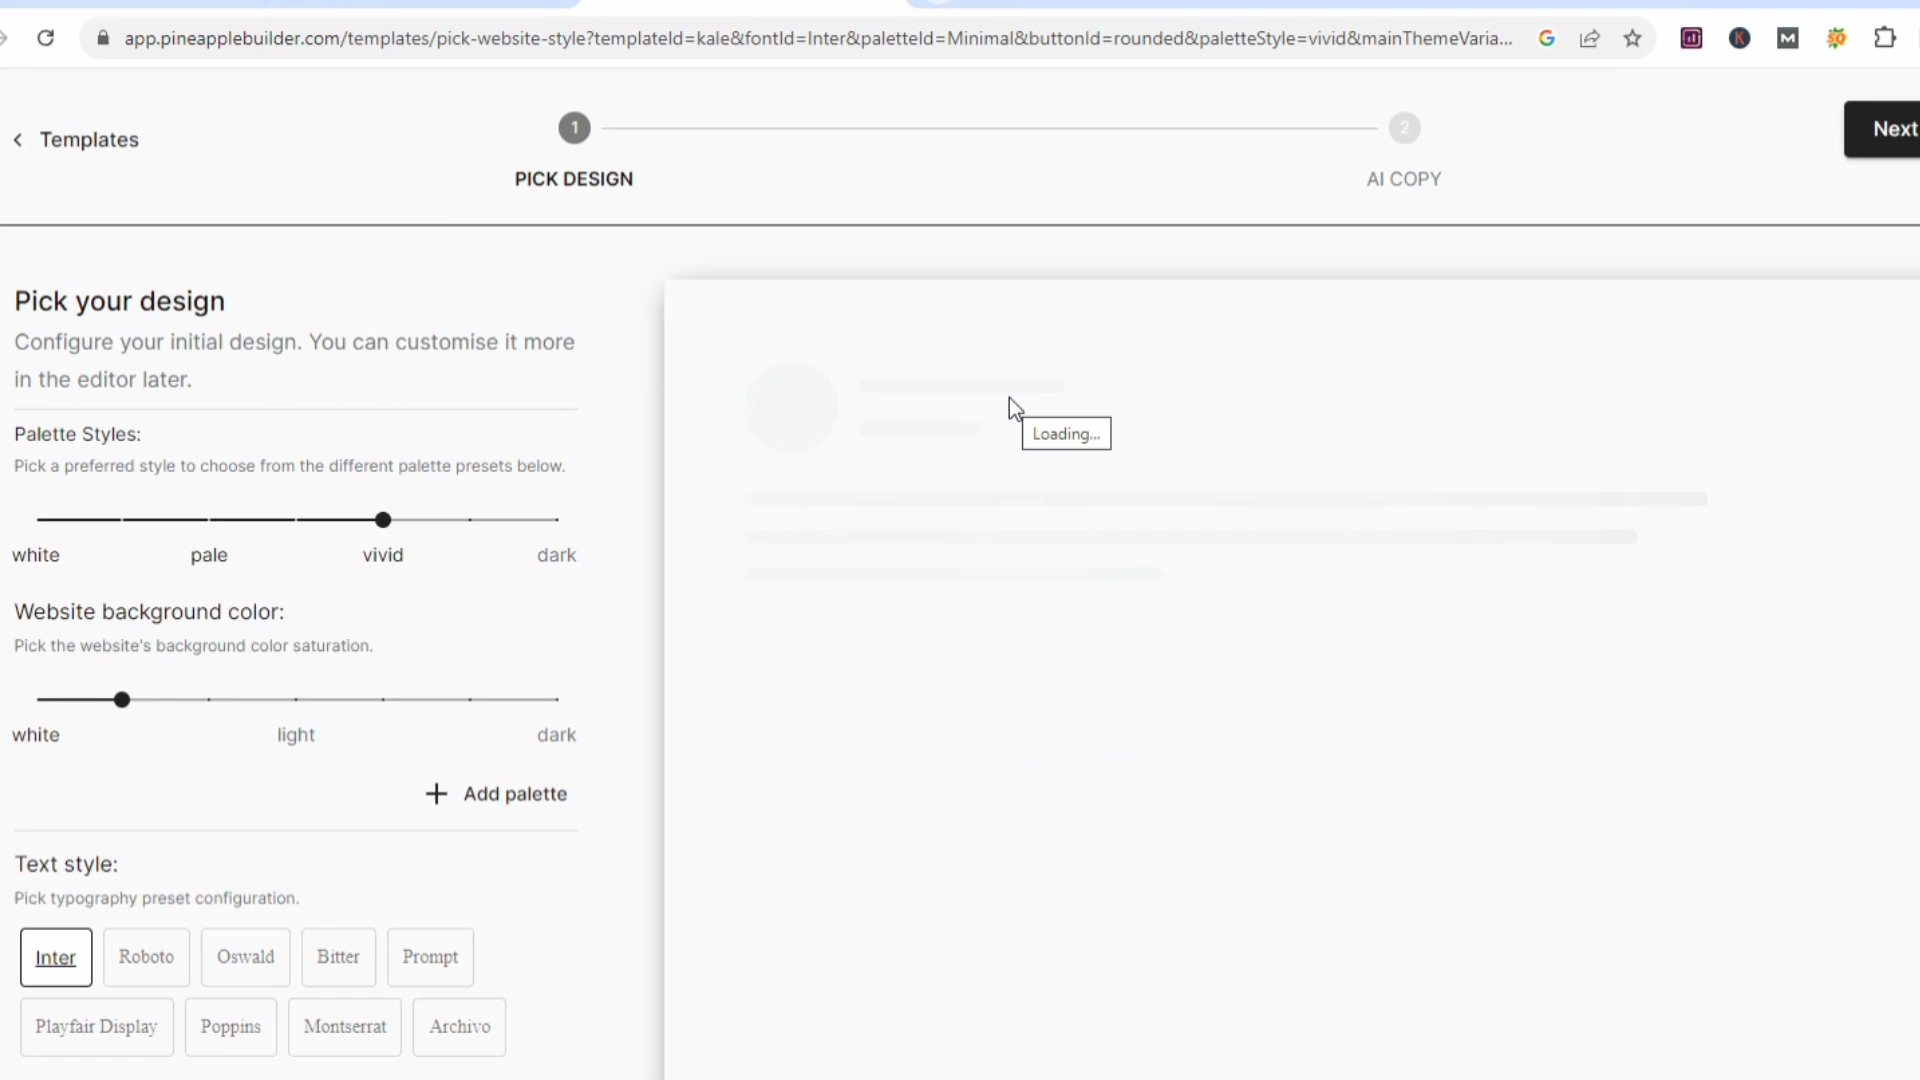 app.pineapplebuilder.com/templates/pick-website-style?templateId=kale&fontId=Inter&paletteId=Minimal&buttonId=rounded&paletteStyle=vivid&mainThemeVaria...
Templates
1
2
Next
PICK DESIGN
AI COPY
Pick your design
Configure your initial design. You can customise it more
in the editor later.
Loading...
Palette Styles:
Pick a preferred style to choose from the different palette presets below.
white pale vivid dark
Website background color:
Pick the website's background color saturation.
white light dark
Add palette
Text style:
Pick typography preset configuration.
Inter Roboto Oswald Bitter Prompt
Playfair Display Poppins Montserrat Archivo